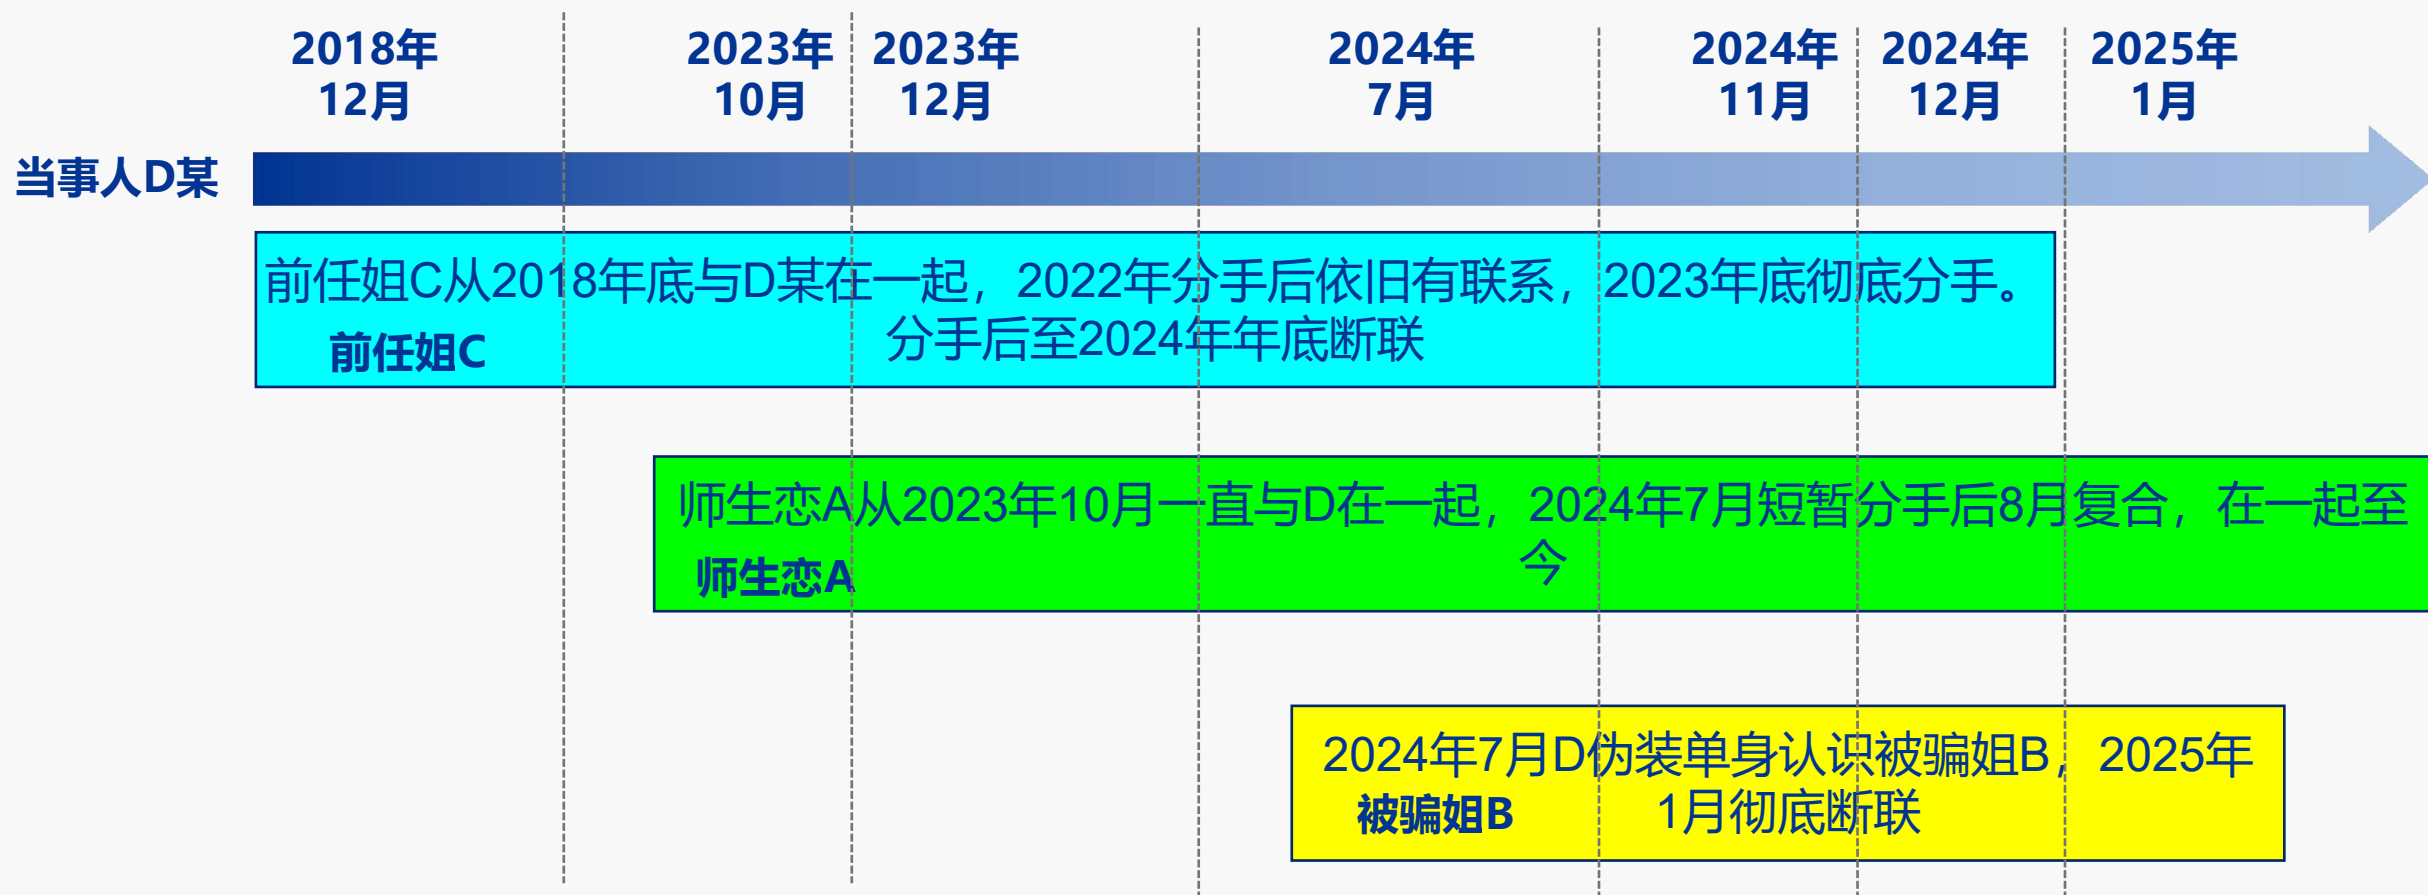 2018年
12月
2023年
10月
2023年
12月
2024年
7月
2024年
11月
2024年
12月
2025年
1月
当事人D某
前任姐C从2018年底与D某在一起，2022年分手后依旧有联系，2023年底彻底分手。
分手后至2024年年底断联
前任姐C
师生恋A从2023年10月一直与D在一起，2024年7月短暂分手后8月复合，在一起至
今
师生恋A
2024年7月D伪装单身认识被骗姐B，2025年
1月彻底断联
被骗姐B